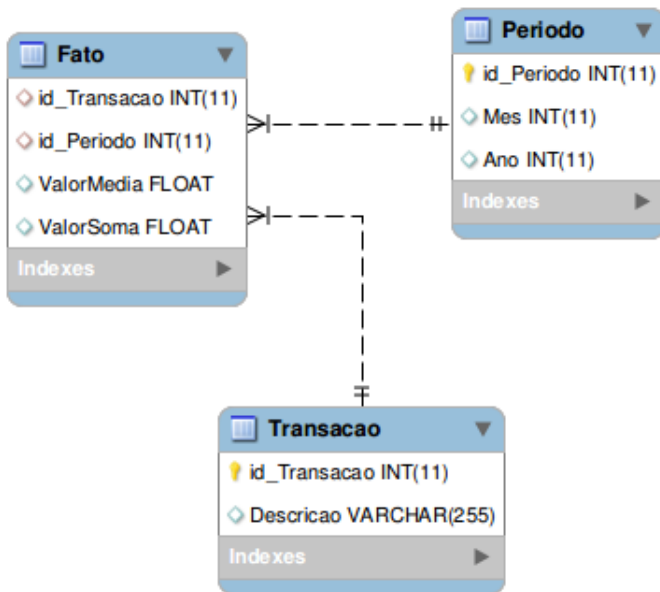 Fato
id_Transacao INT(11)
id_Periodo INT(11)
ValorMedia FLOAT
ValorSoma FLOAT
Indexes
Periodo
id_Periodo INT(11)
Mes INT(11)
Ano INT(11)
Indexes
Transacao
id_Transacao INT(11)
Descricao VARCHAR(255)
Indexes